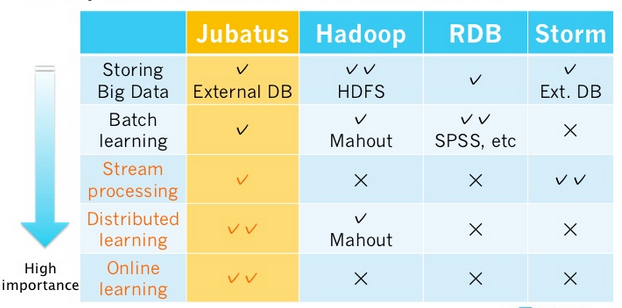 Jubatus Hadoop RDB Storm
Storing Big Data ✓ External DB ✓✓ HDFS ✓ ✓ Ext. DB
Batch learning ✓ ✓ Mahout ✓✓ SPSS, etc ×
Stream processing ✓ × × ✓✓
Distributed learning ✓✓ ✓ Mahout × ×
Online learning ✓✓ × × ×
High importance